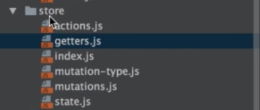 store
actions.js
getters.js
index.js
mutation-type.js
mutations.js
state.js